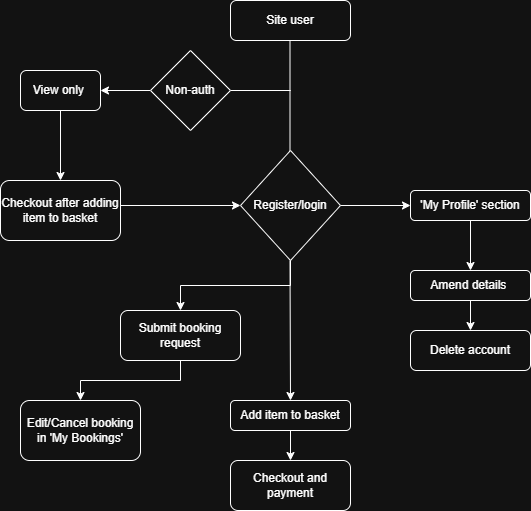 Site user
Non-auth
View only
Checkout after adding
item to basket
Register/login
'My Profile' section
Amend details
Delete account
Submit booking
request
Edit/Cancel booking
in 'My Bookings'
Add item to basket
Checkout and
payment